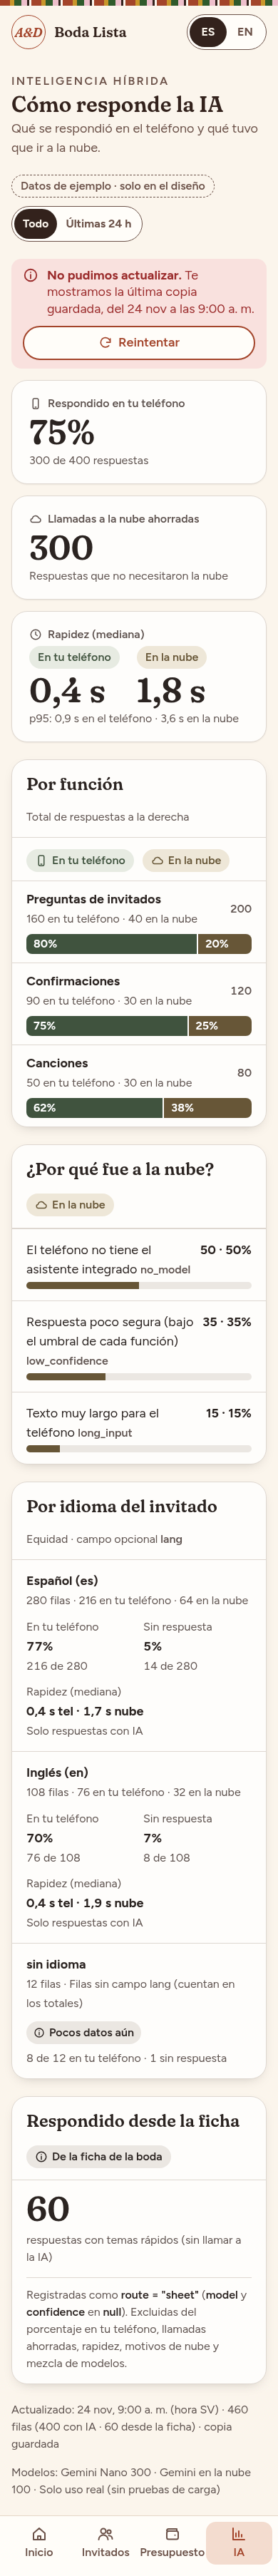 A&D Boda Lista ES EN
INTELIGENCIA HÍBRIDA
Cómo responde la IA
Qué se respondió en el teléfono y qué tuvo
que ir a la nube.
Datos de ejemplo · solo en el diseño
Todo Últimas 24 h
No pudimos actualizar. Te
mostramos la última copia
guardada, del 24 nov a las 9:00 a. m.
Reintentar
Respondido en tu teléfono
75%
300 de 400 respuestas
Llamadas a la nube ahorradas
300
Respuestas que no necesitaron la nube
Rapidez (mediana)
En tu teléfono En la nube
0,4 s 1,8 s
p95: 0,9 s en el teléfono · 3,6 s en la nube
Por función
Total de respuestas a la derecha
En tu teléfono En la nube
Preguntas de invitados 200
160 en tu teléfono · 40 en la nube
80% 20%
Confirmaciones 120
90 en tu teléfono · 30 en la nube
75% 25%
Canciones 80
50 en tu teléfono · 30 en la nube
62% 38%
¿Por qué fue a la nube?
En la nube
El teléfono no tiene el 50 · 50%
asistente integrado no_model
Respuesta poco segura (bajo 35 · 35%
el umbral de cada función)
low_confidence
Texto muy largo para el 15 · 15%
teléfono long_input
Por idioma del invitado
Equidad · campo opcional lang
Español (es)
280 filas · 216 en tu teléfono · 64 en la nube
En tu teléfono Sin respuesta
77% 5%
216 de 280 14 de 280
Rapidez (mediana)
0,4 s tel · 1,7 s nube
Solo respuestas con IA
Inglés (en)
108 filas · 76 en tu teléfono · 32 en la nube
En tu teléfono Sin respuesta
70% 7%
76 de 108 8 de 108
Rapidez (mediana)
0,4 s tel · 1,9 s nube
Solo respuestas con IA
sin idioma
12 filas · Filas sin campo lang (cuentan en
los totales)
Pocos datos aún
8 de 12 en tu teléfono · 1 sin respuesta
Respondido desde la ficha
De la ficha de la boda
60
respuestas con temas rápidos (sin llamar a
la IA)
Registradas como route = "sheet" (model y
confidence en null). Excluidas del
porcentaje en tu teléfono, llamadas
ahorradas, rapidez, motivos de nube y
mezcla de modelos.
Actualizado: 24 nov, 9:00 a. m. (hora SV) · 460
filas (400 con IA · 60 desde la ficha) · copia
guardada
Modelos: Gemini Nano 300 · Gemini en la nube
100 · Solo uso real (sin pruebas de carga)
Inicio Invitados Presupuesto IA